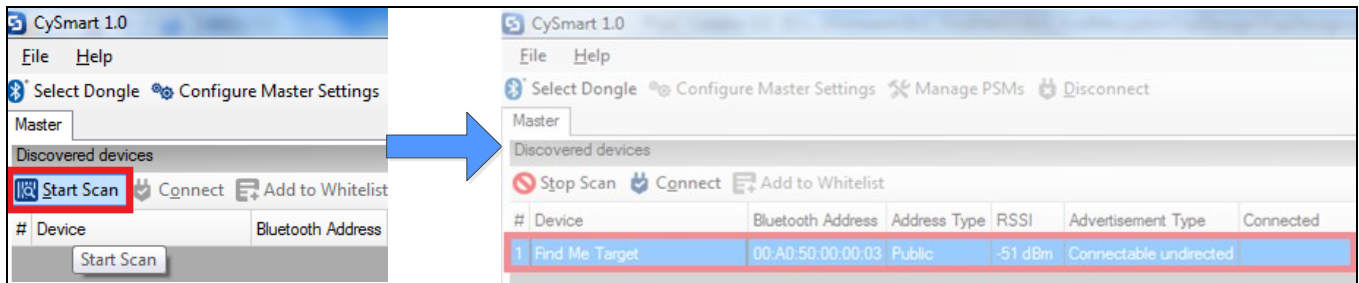 CySmart 1.0
File Help
Select Dongle Configure Master Settings
Master
Discovered devices
Start Scan Connect Add to Whitelist
# Device Bluetooth Address
Start Scan
CySmart 1.0
File Help
Select Dongle Configure Master Settings Manage PSMs Disconnect
Master
Discovered devices
Stop Scan Connect Add to Whitelist
# Device Bluetooth Address Address Type RSSI Advertisement Type Connected
1 Find Me Target 00:A0:50:00:00:03 Public -51 dBm Connectable undirected